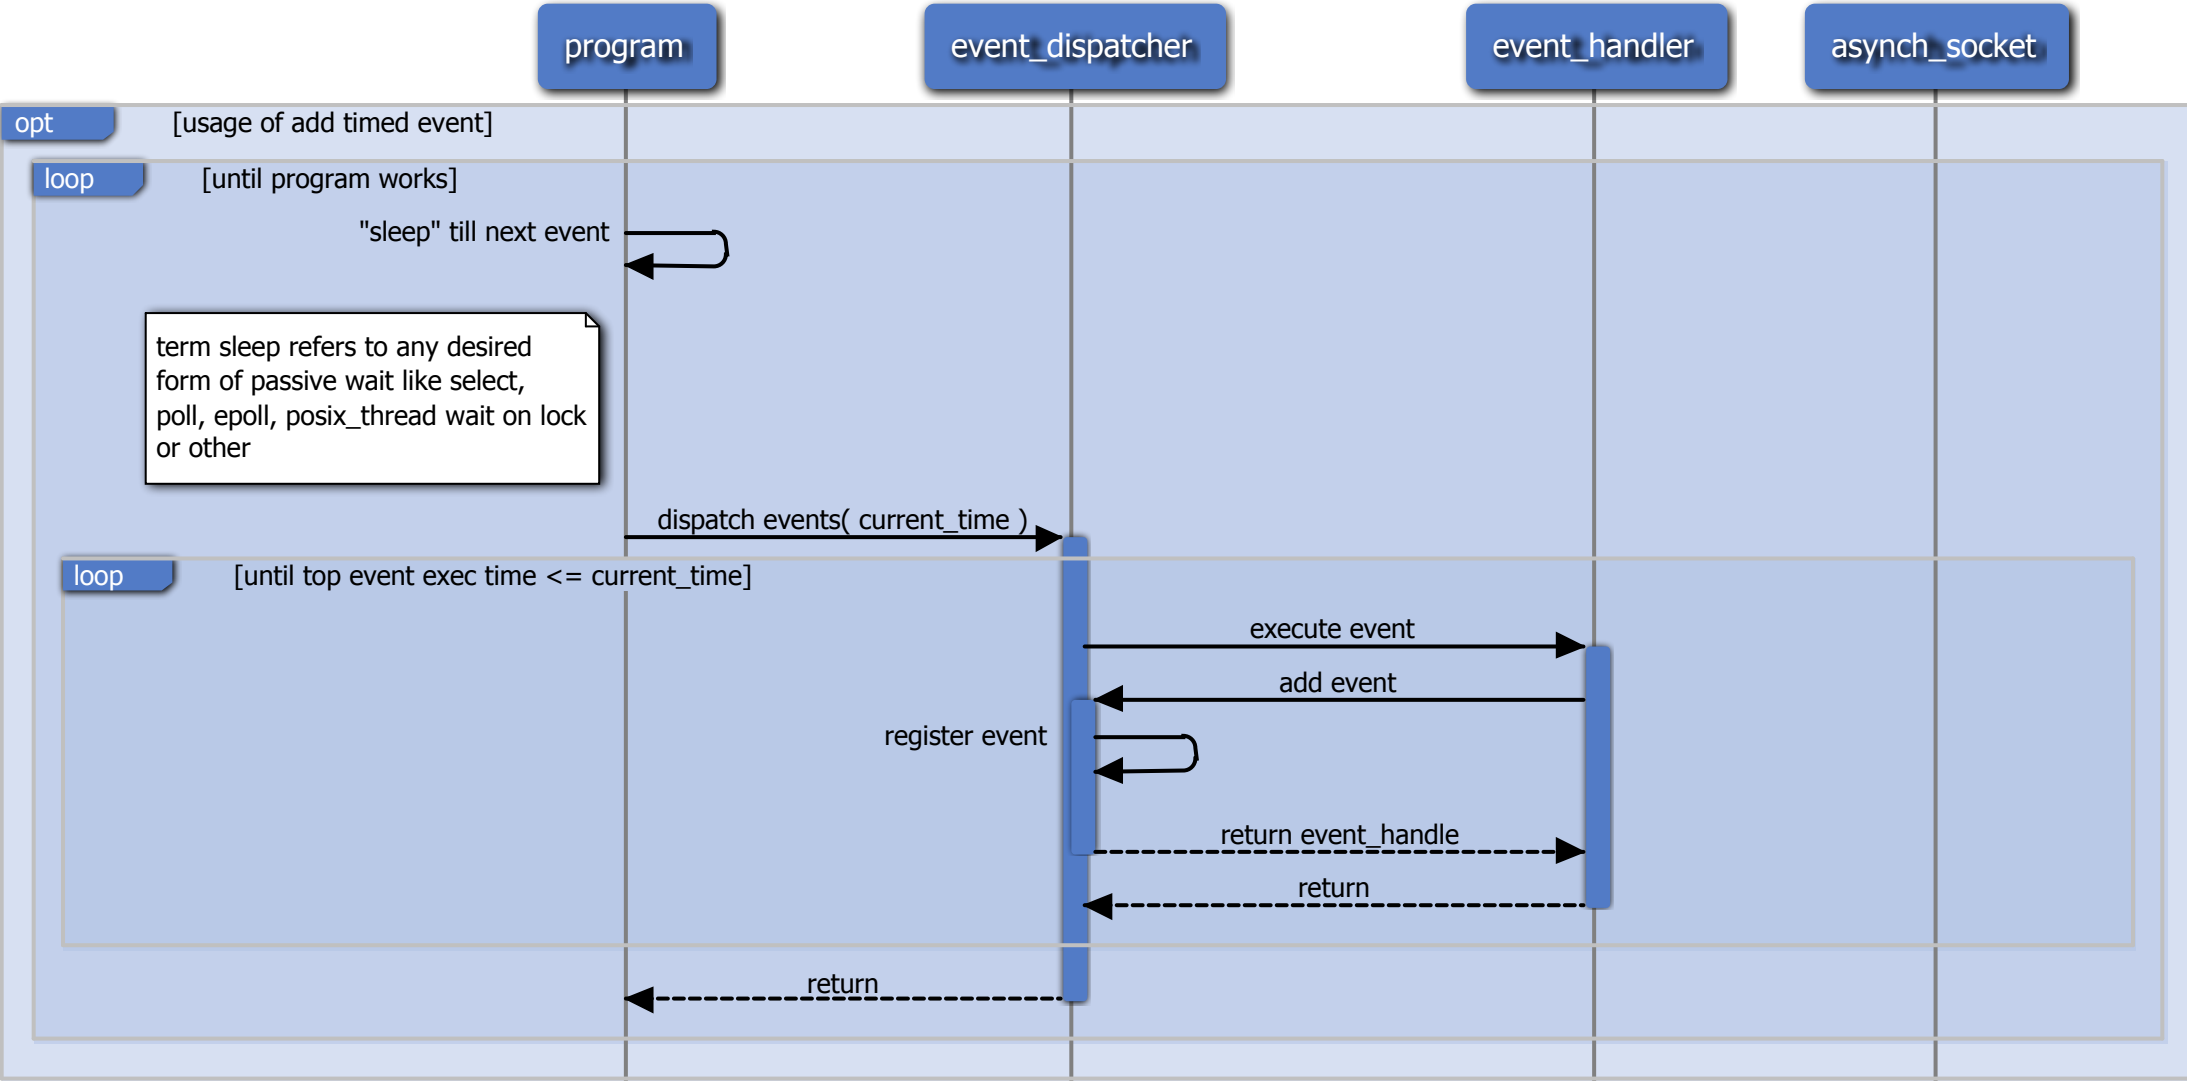 program
event_dispatcher
event_handler
asynch_socket
opt
[usage of add timed event]
loop
[until program works]
"sleep" till next event
term sleep refers to any desired
form of passive wait like select,
poll, epoll, posix_thread wait on lock
or other
dispatch events( current_time )
loop
[until top event exec time <= current_time]
execute event
add event
register event
return event_handle
return
return